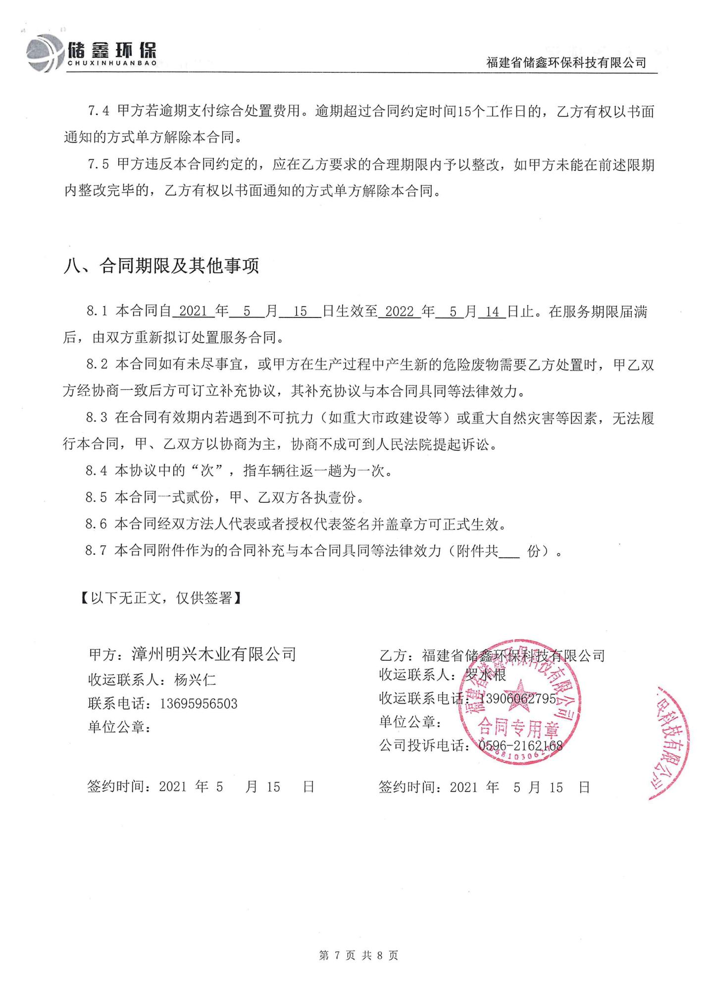 储鑫环保
CHUXINHUANBAO
福建省储鑫环保科技有限公司
7.4 甲方若逾期支付综合处置费用。逾期超过合同约定时间15个工作日的，乙方有权以书面
通知的方式单方解除本合同。
7.5 甲方违反本合同约定的，应在乙方要求的合理期限内予以整改，如甲方未能在前述限期
内整改完毕的，乙方有权以书面通知的方式单方解除本合同。
八、合同期限及其他事项
8.1 本合同自 2021 年 5 月 15 日生效至 2022 年 5 月 14 日止。在服务期限届满
后，由双方重新拟订处置服务合同。
8.2 本合同如有未尽事宜，或甲方在生产过程中产生新的危险废物需要乙方处置时，甲乙双
方经协商一致后方可订立补充协议，其补充协议与本合同具同等法律效力。
8.3 在合同有效期内若遇到不可抗力（如重大市政建设等）或重大自然灾害等因素，无法履
行本合同，甲、乙双方以协商为主，协商不成可到人民法院提起诉讼。
8.4 本协议中的“次”，指车辆往返一趟为一次。
8.5 本合同一式贰份，甲、乙双方各执壹份。
8.6 本合同经双方法人代表或者授权代表签名并盖章方可正式生效。
8.7 本合同附件作为的合同补充与本合同具同等法律效力（附件共___ 份）。
【以下无正文，仅供签署】
甲方：漳州明兴木业有限公司
收运联系人：杨兴仁
联系电话：13695956503
单位公章：
签约时间：2021 年 5 月 15 日
乙方：福建省储鑫环保科技有限公司
收运联系人：罗水根
收运联系电话：13906062795
单位公章：
公司投诉电话：0596-2162168
签约时间：2021 年 5 月 15 日
福建省储鑫环保科技有限公司
合同专用章
限科技有限公司
第 7 页 共 8 页